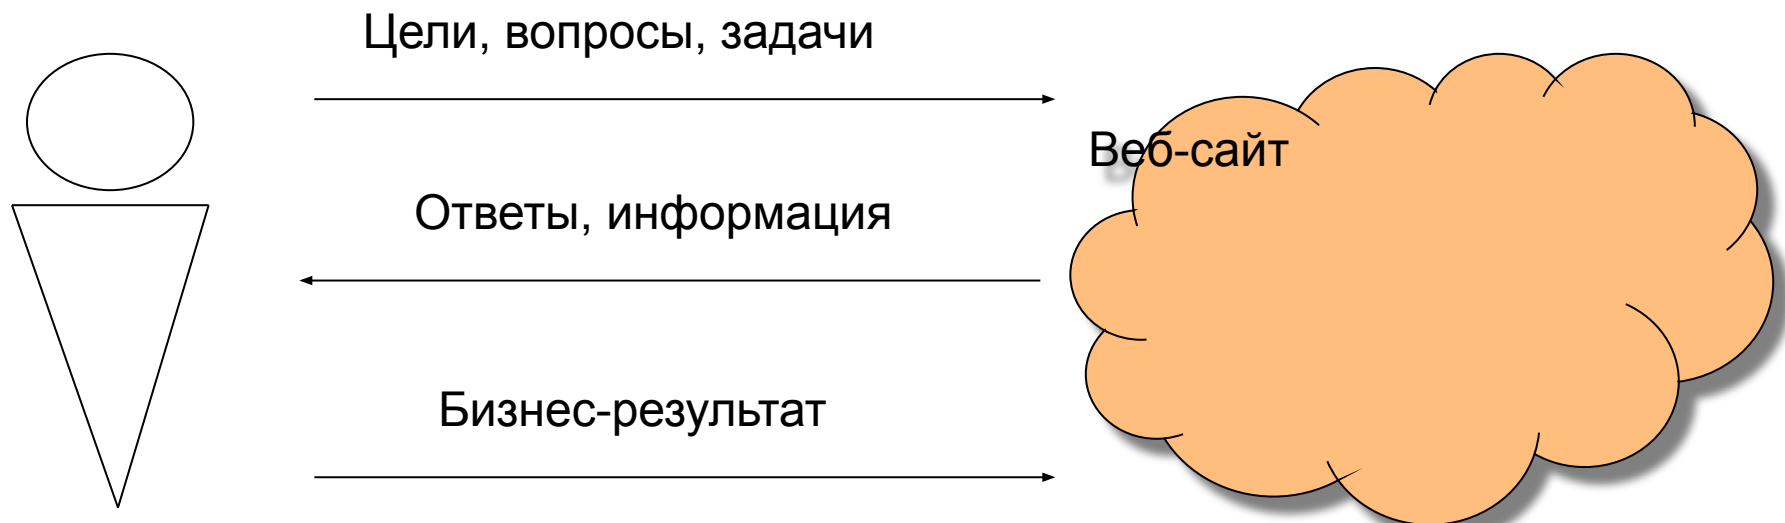 Цели, вопросы, задачи
Веб-сайт
Ответы, информация
Бизнес-результат